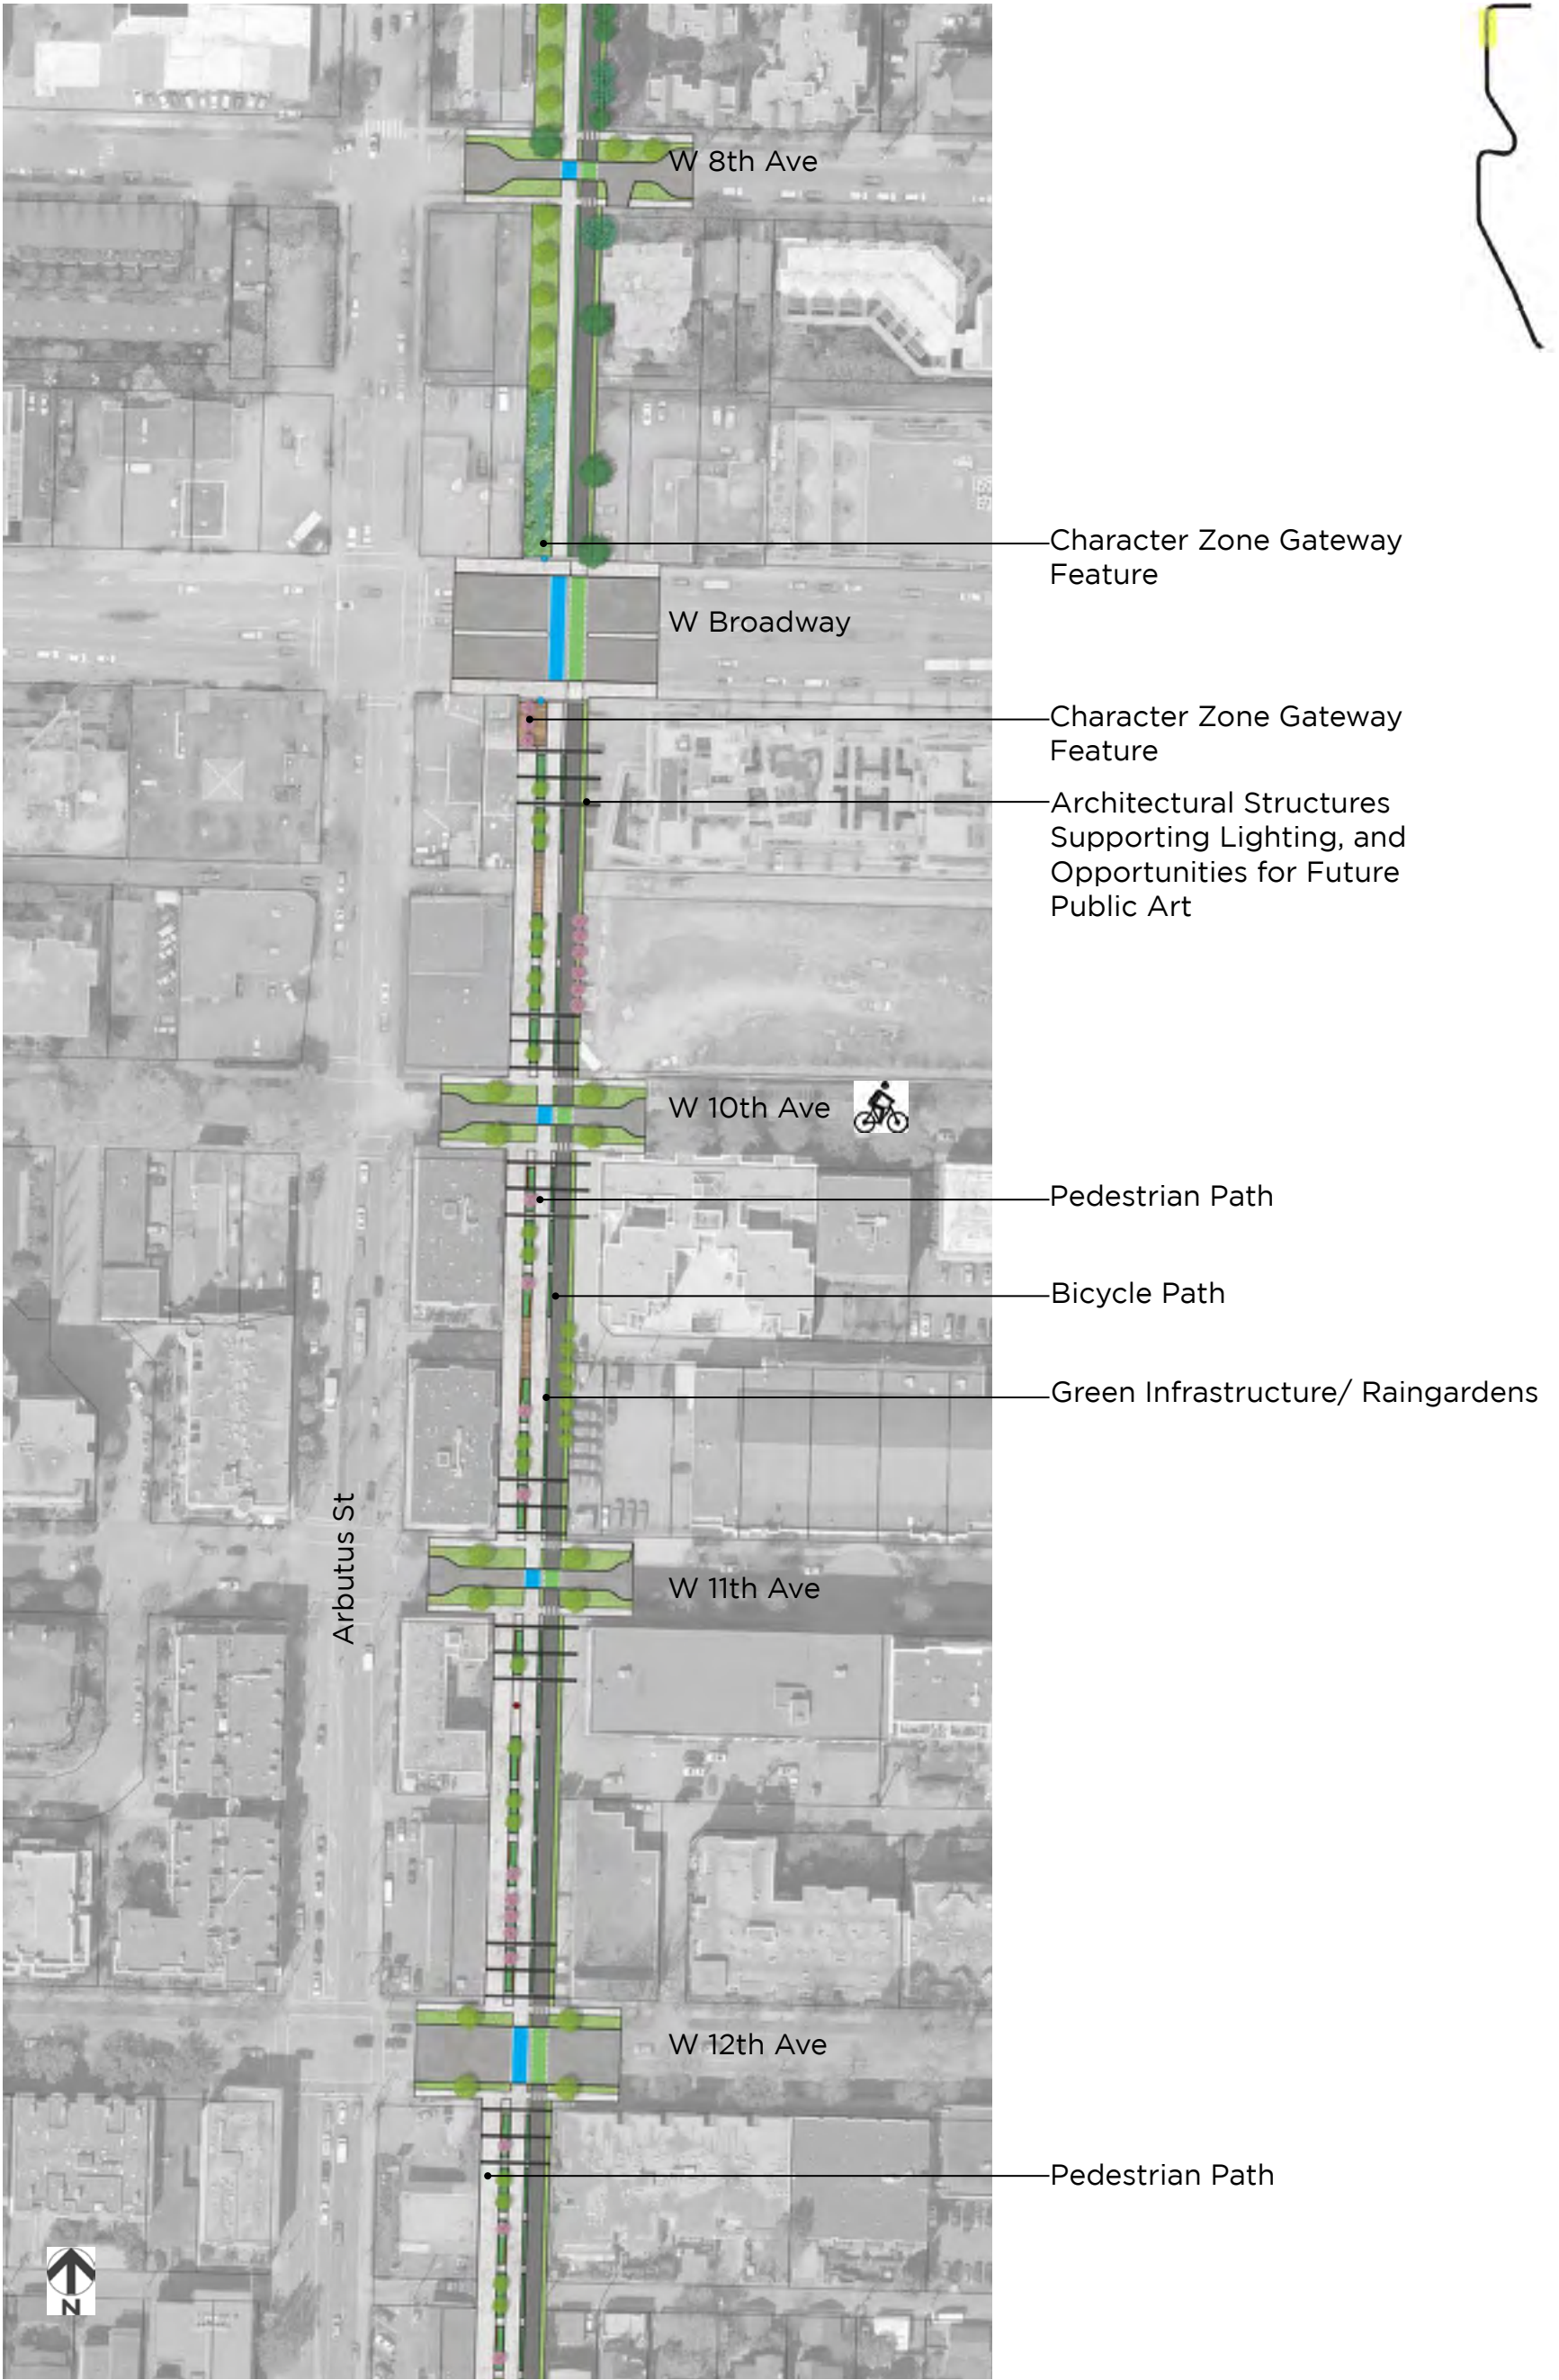 W 8th Ave
Character Zone Gateway
Feature
W Broadway
Character Zone Gateway
Feature
Architectural Structures
Supporting Lighting, and
Opportunities for Future
Public Art
W 10th Ave
Pedestrian Path
Bicycle Path
Green Infrastructure/ Raingardens
Arbutus St
W 11th Ave
W 12th Ave
Pedestrian Path
N